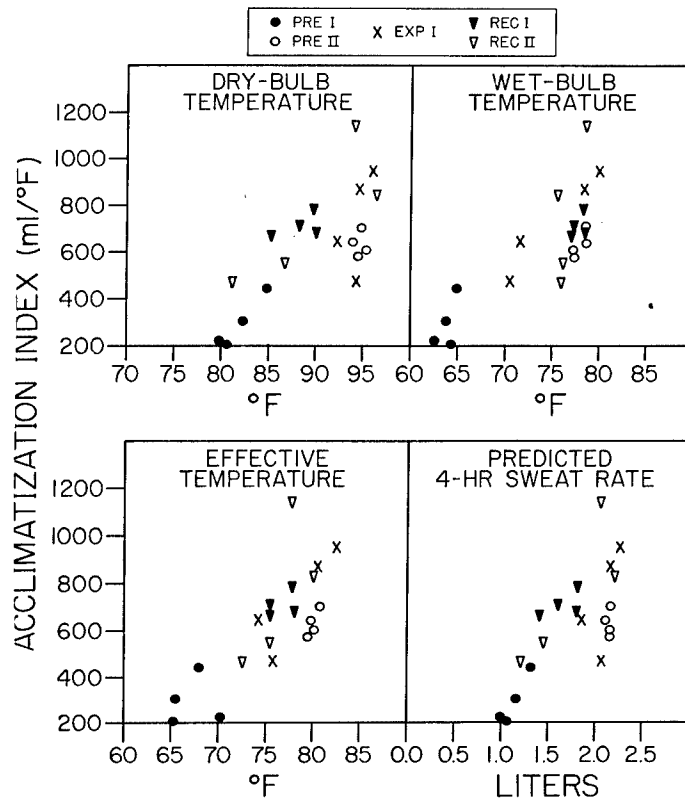 PRE I
PRE II
EXP I
REC I
REC II
DRY-BULB
TEMPERATURE
WET-BULB
TEMPERATURE
ACCLIMATIZATION INDEX (ml/°F)
1200
1000
800
600
400
200
70 75 80 85 90 95 60 65 70 75 80 85
°F
°F
EFFECTIVE
TEMPERATURE
PREDICTED
4-HR SWEAT RATE
1200
1000
800
600
400
200
60 65 70 75 80 85 0.0 0.5 1.0 1.5 2.0 2.5
°F
LITERS